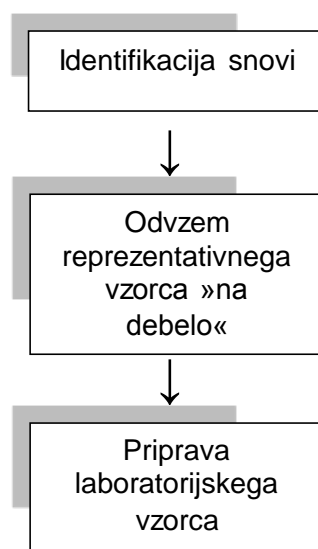 Identifikacija snovi
Odvzem
reprezentativnega
vzorca »na
debelo«
Priprava
laboratorijskega
vzorca